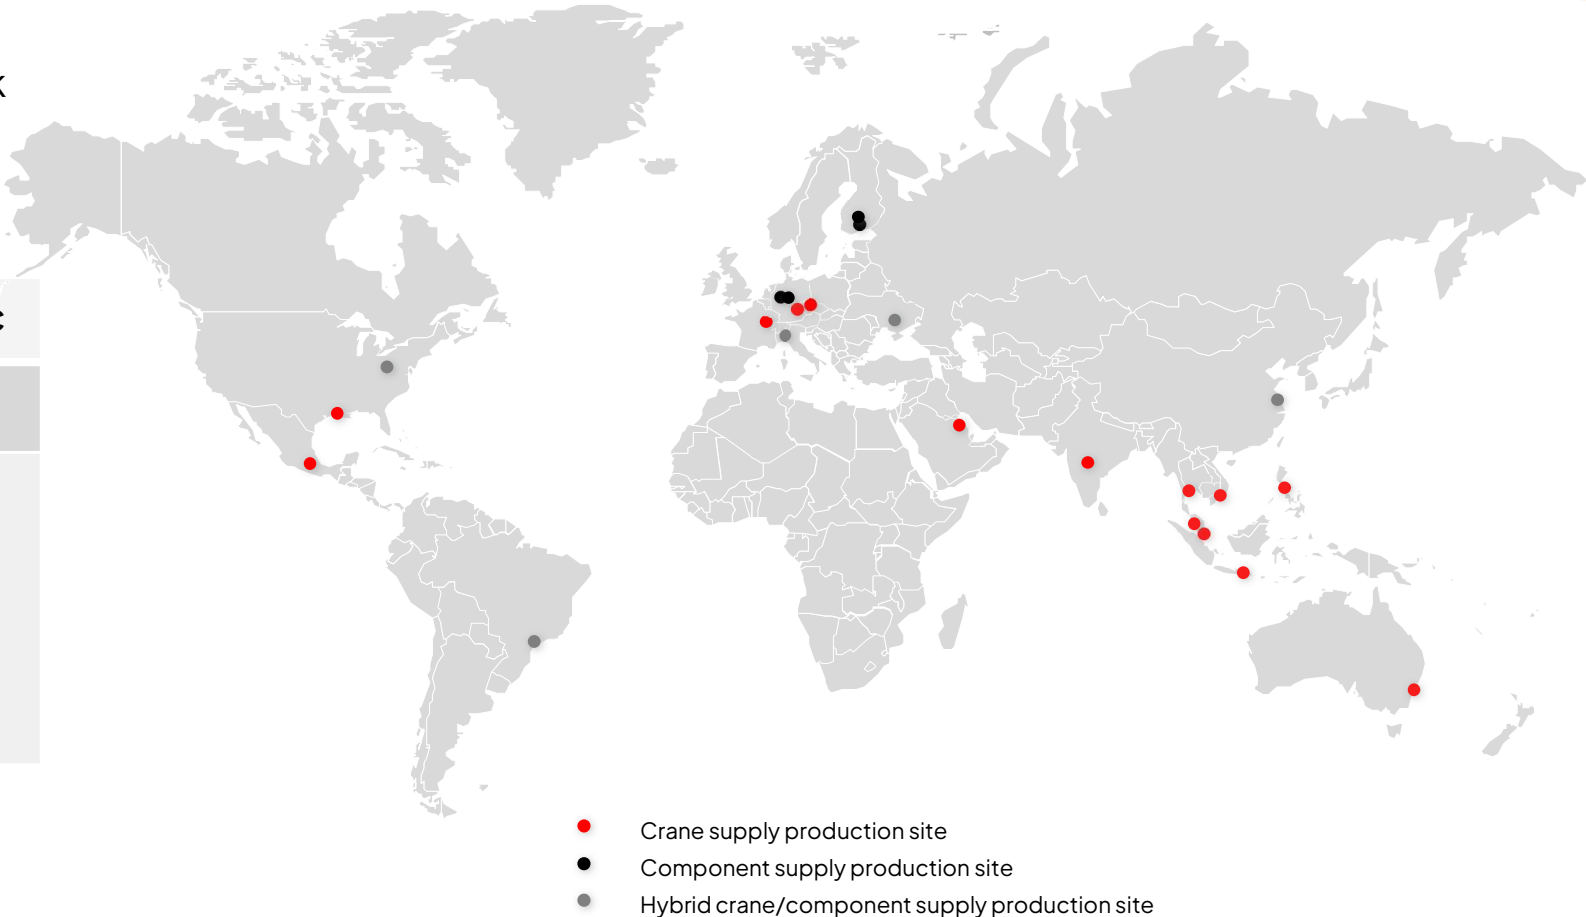 Crane supply production site
Component supply production site
Hybrid crane/component supply production site